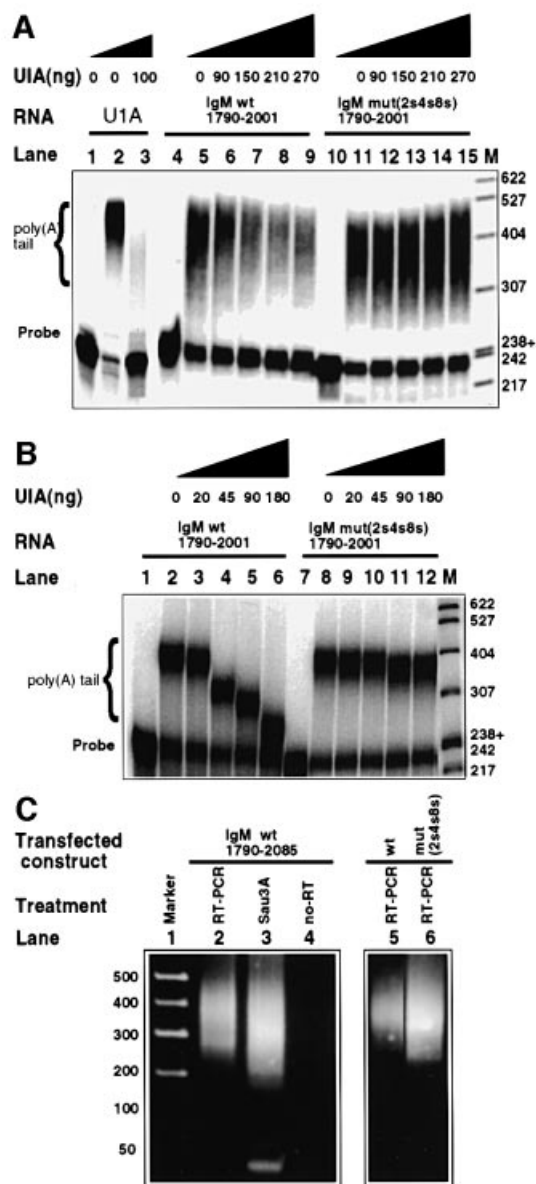 A
UIA(ng) 0 0 100 0 90 150 210 270 0 90 150 210 270
RNA U1A IgM wt 1790-2001 IgM mut(2s4s8s) 1790-2001
Lane 1 2 3 4 5 6 7 8 9 10 11 12 13 14 15 M
622
527
poly(A) tail
404
307
Probe
238+
242
217
B
UIA(ng) 0 20 45 90 180 0 20 45 90 180
RNA IgM wt 1790-2001 IgM mut(2s4s8s) 1790-2001
Lane 1 2 3 4 5 6 7 8 9 10 11 12 M
622
527
404
poly(A) tail
307
Probe
238+
242
217
C
Transfected construct IgM wt 1790-2085 wt mut (2s4s8s)
Treatment Marker RT-PCR Sau3A no-RT RT-PCR RT-PCR
Lane 1 2 3 4 5 6
500
400
300
200
100
50